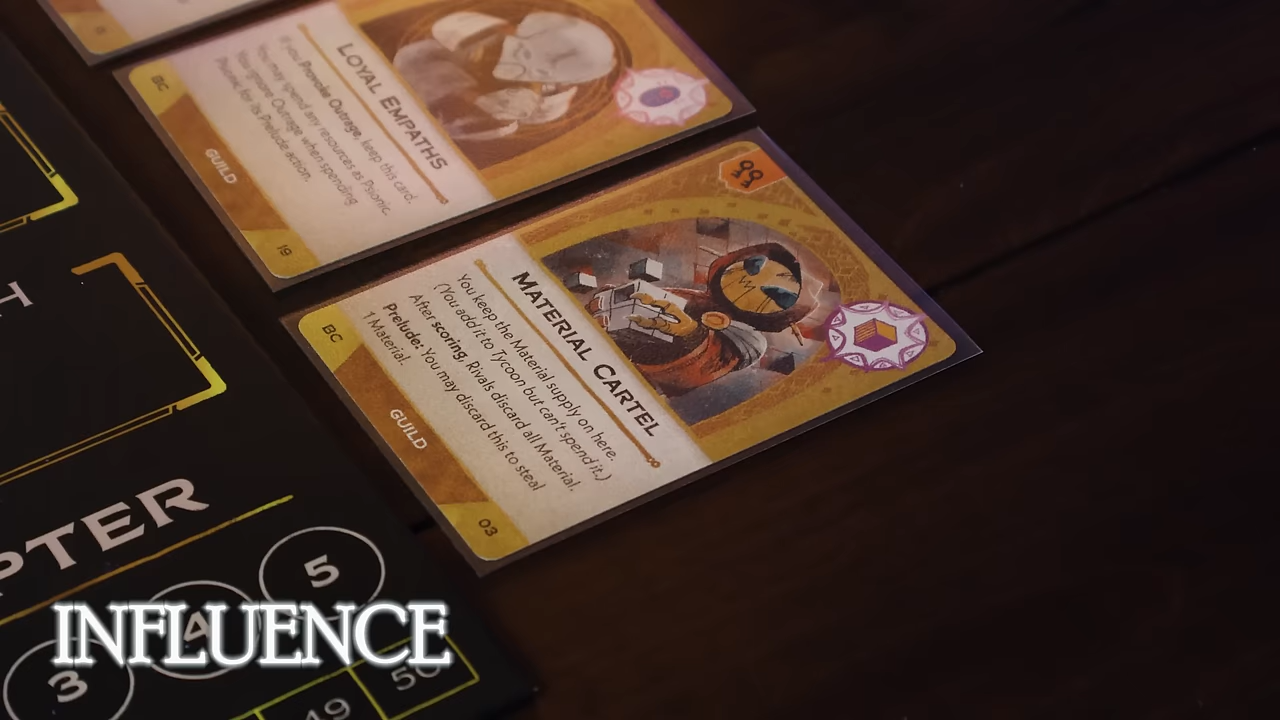 LOYAL EMPATHS
If you Provoke Outrage, keep this card.
You may spend any resources as Psionic.
You ignore Outrage when spending
Psionic for its Prelude action.
BC
GUILD
19
MATERIAL CARTEL
You keep the Material supply on here.
(You add it to Tycoon but can't spend it.)
After scoring, Rivals discard all Material.
Prelude: You may discard this to steal
1 Material.
BC
GUILD
03
T
PTER
3
4
5
49
50
INFLUENCE